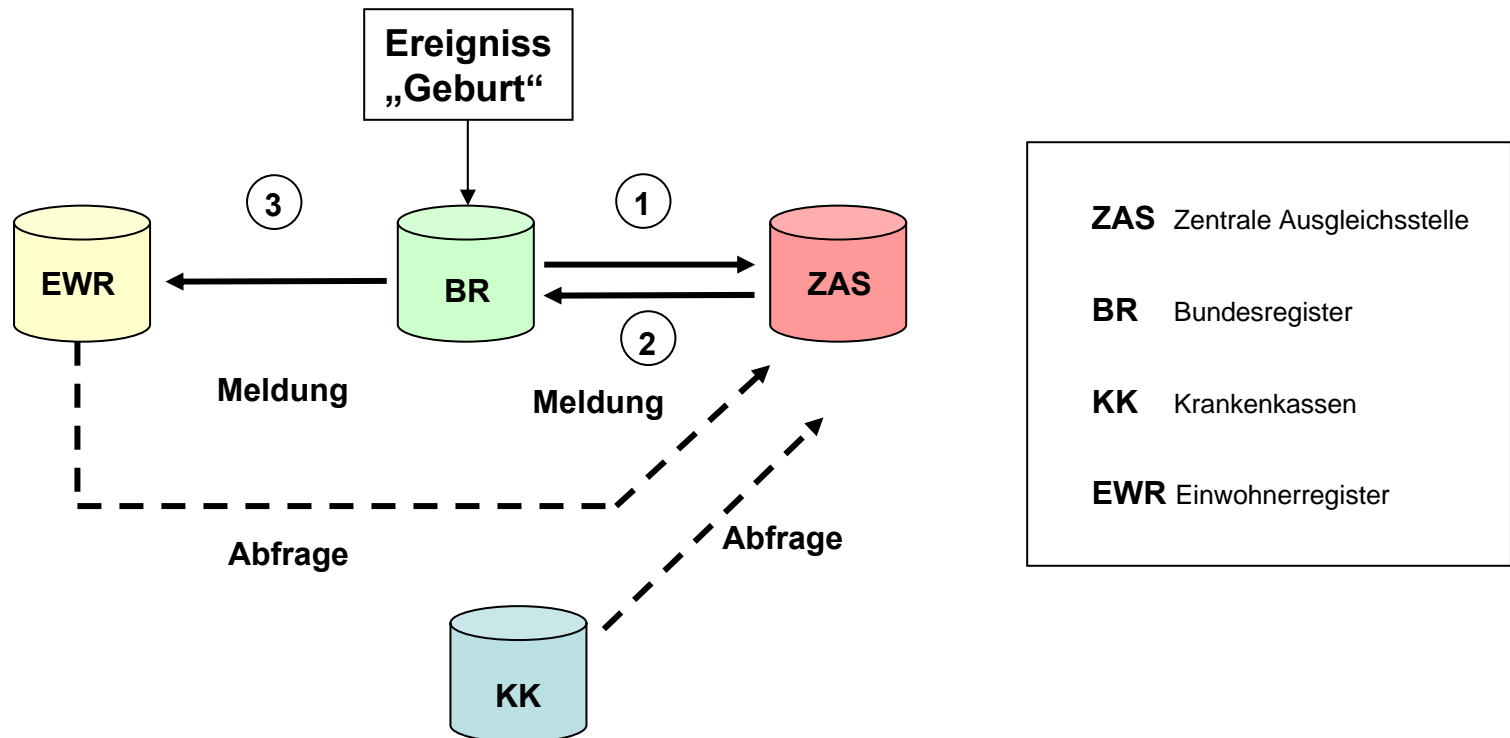 Ereigniss
„Geburt“
3
1
EWR
BR
ZAS
2
Meldung
Meldung
Abfrage
Abfrage
KK
ZAS Zentrale Ausgleichsstelle
BR Bundesregister
KK Krankenkassen
EWR Einwohnerregister